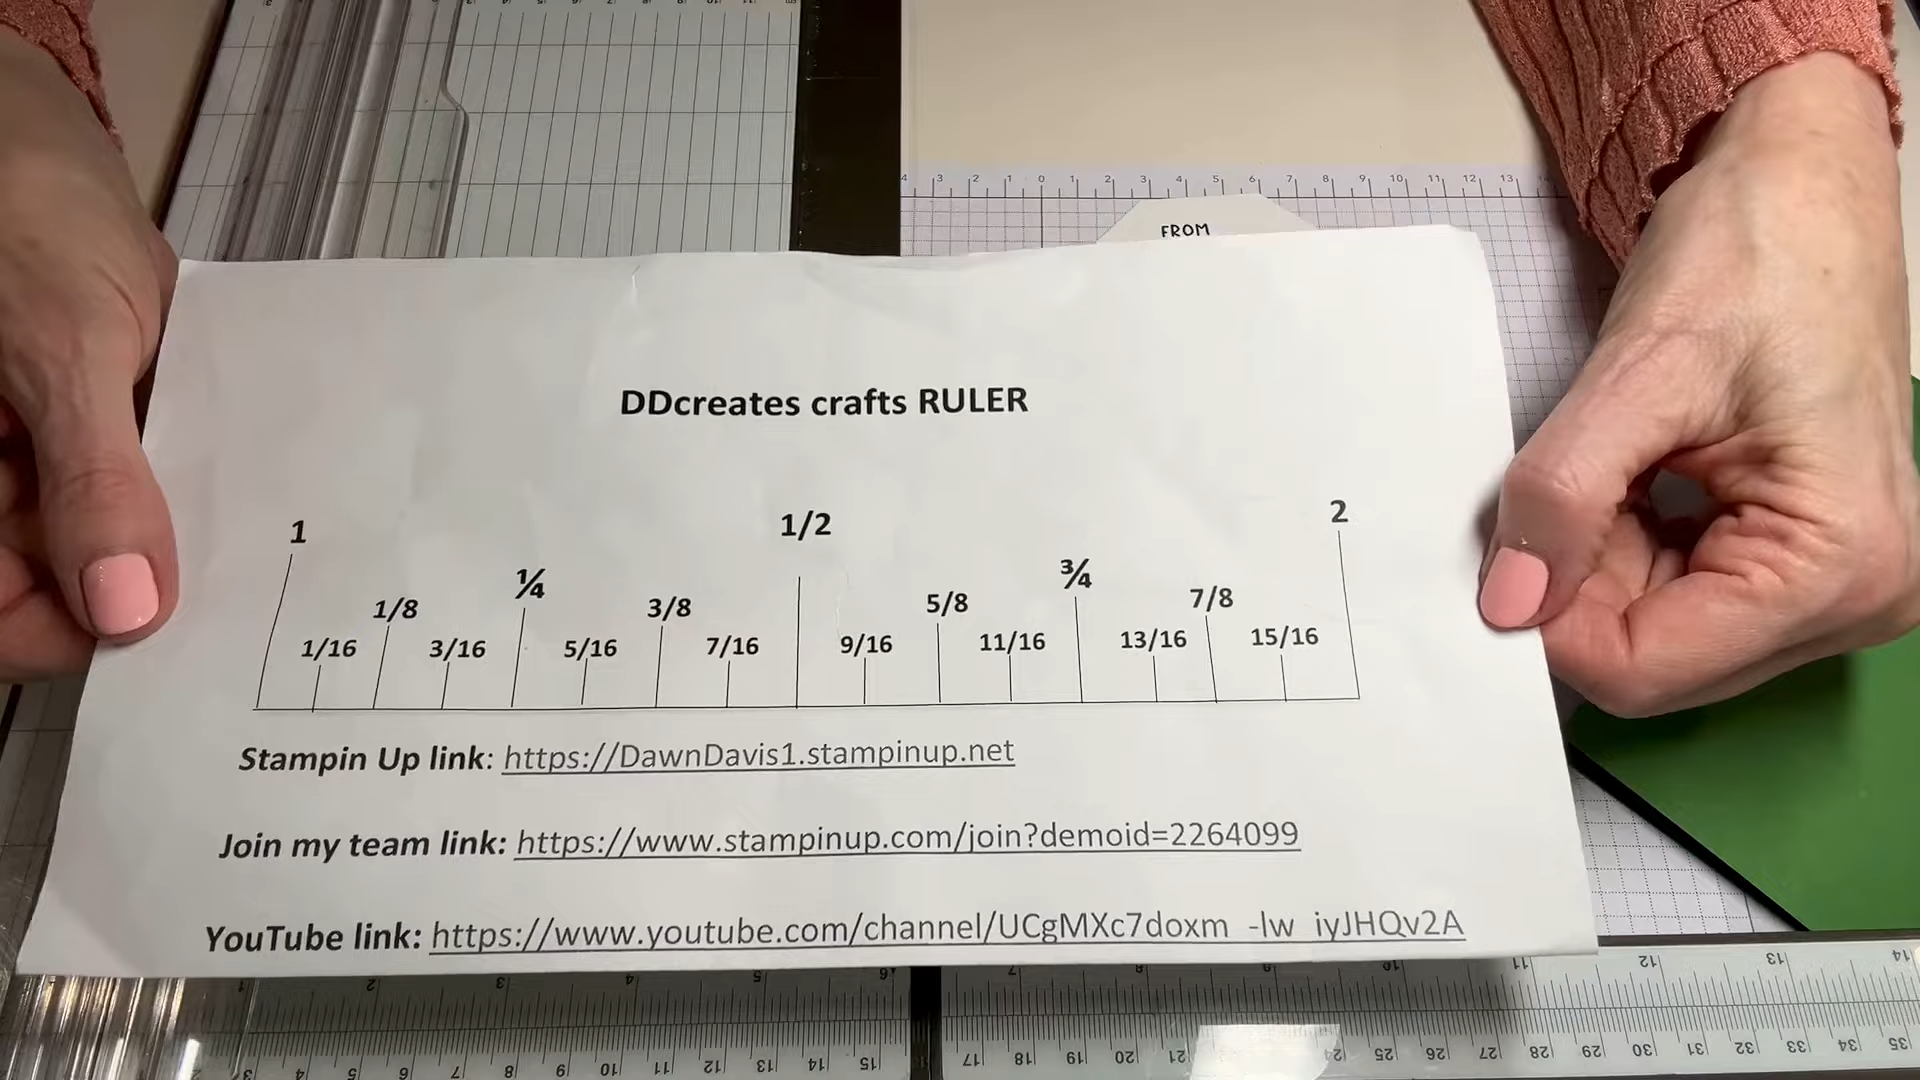 FROM
DDcreates crafts RULER
1 1/16 1/8 3/16 ¼ 5/16 3/8 7/16 1/2 9/16 5/8 11/16 ¾ 13/16 7/8 15/16 2
Stampin Up link: https://DawnDavis1.stampinup.net
Join my team link: https://www.stampinup.com/join?demoid=2264099
YouTube link: https://www.youtube.com/channel/UCgMXc7doxm_-lw_iyJHQv2A